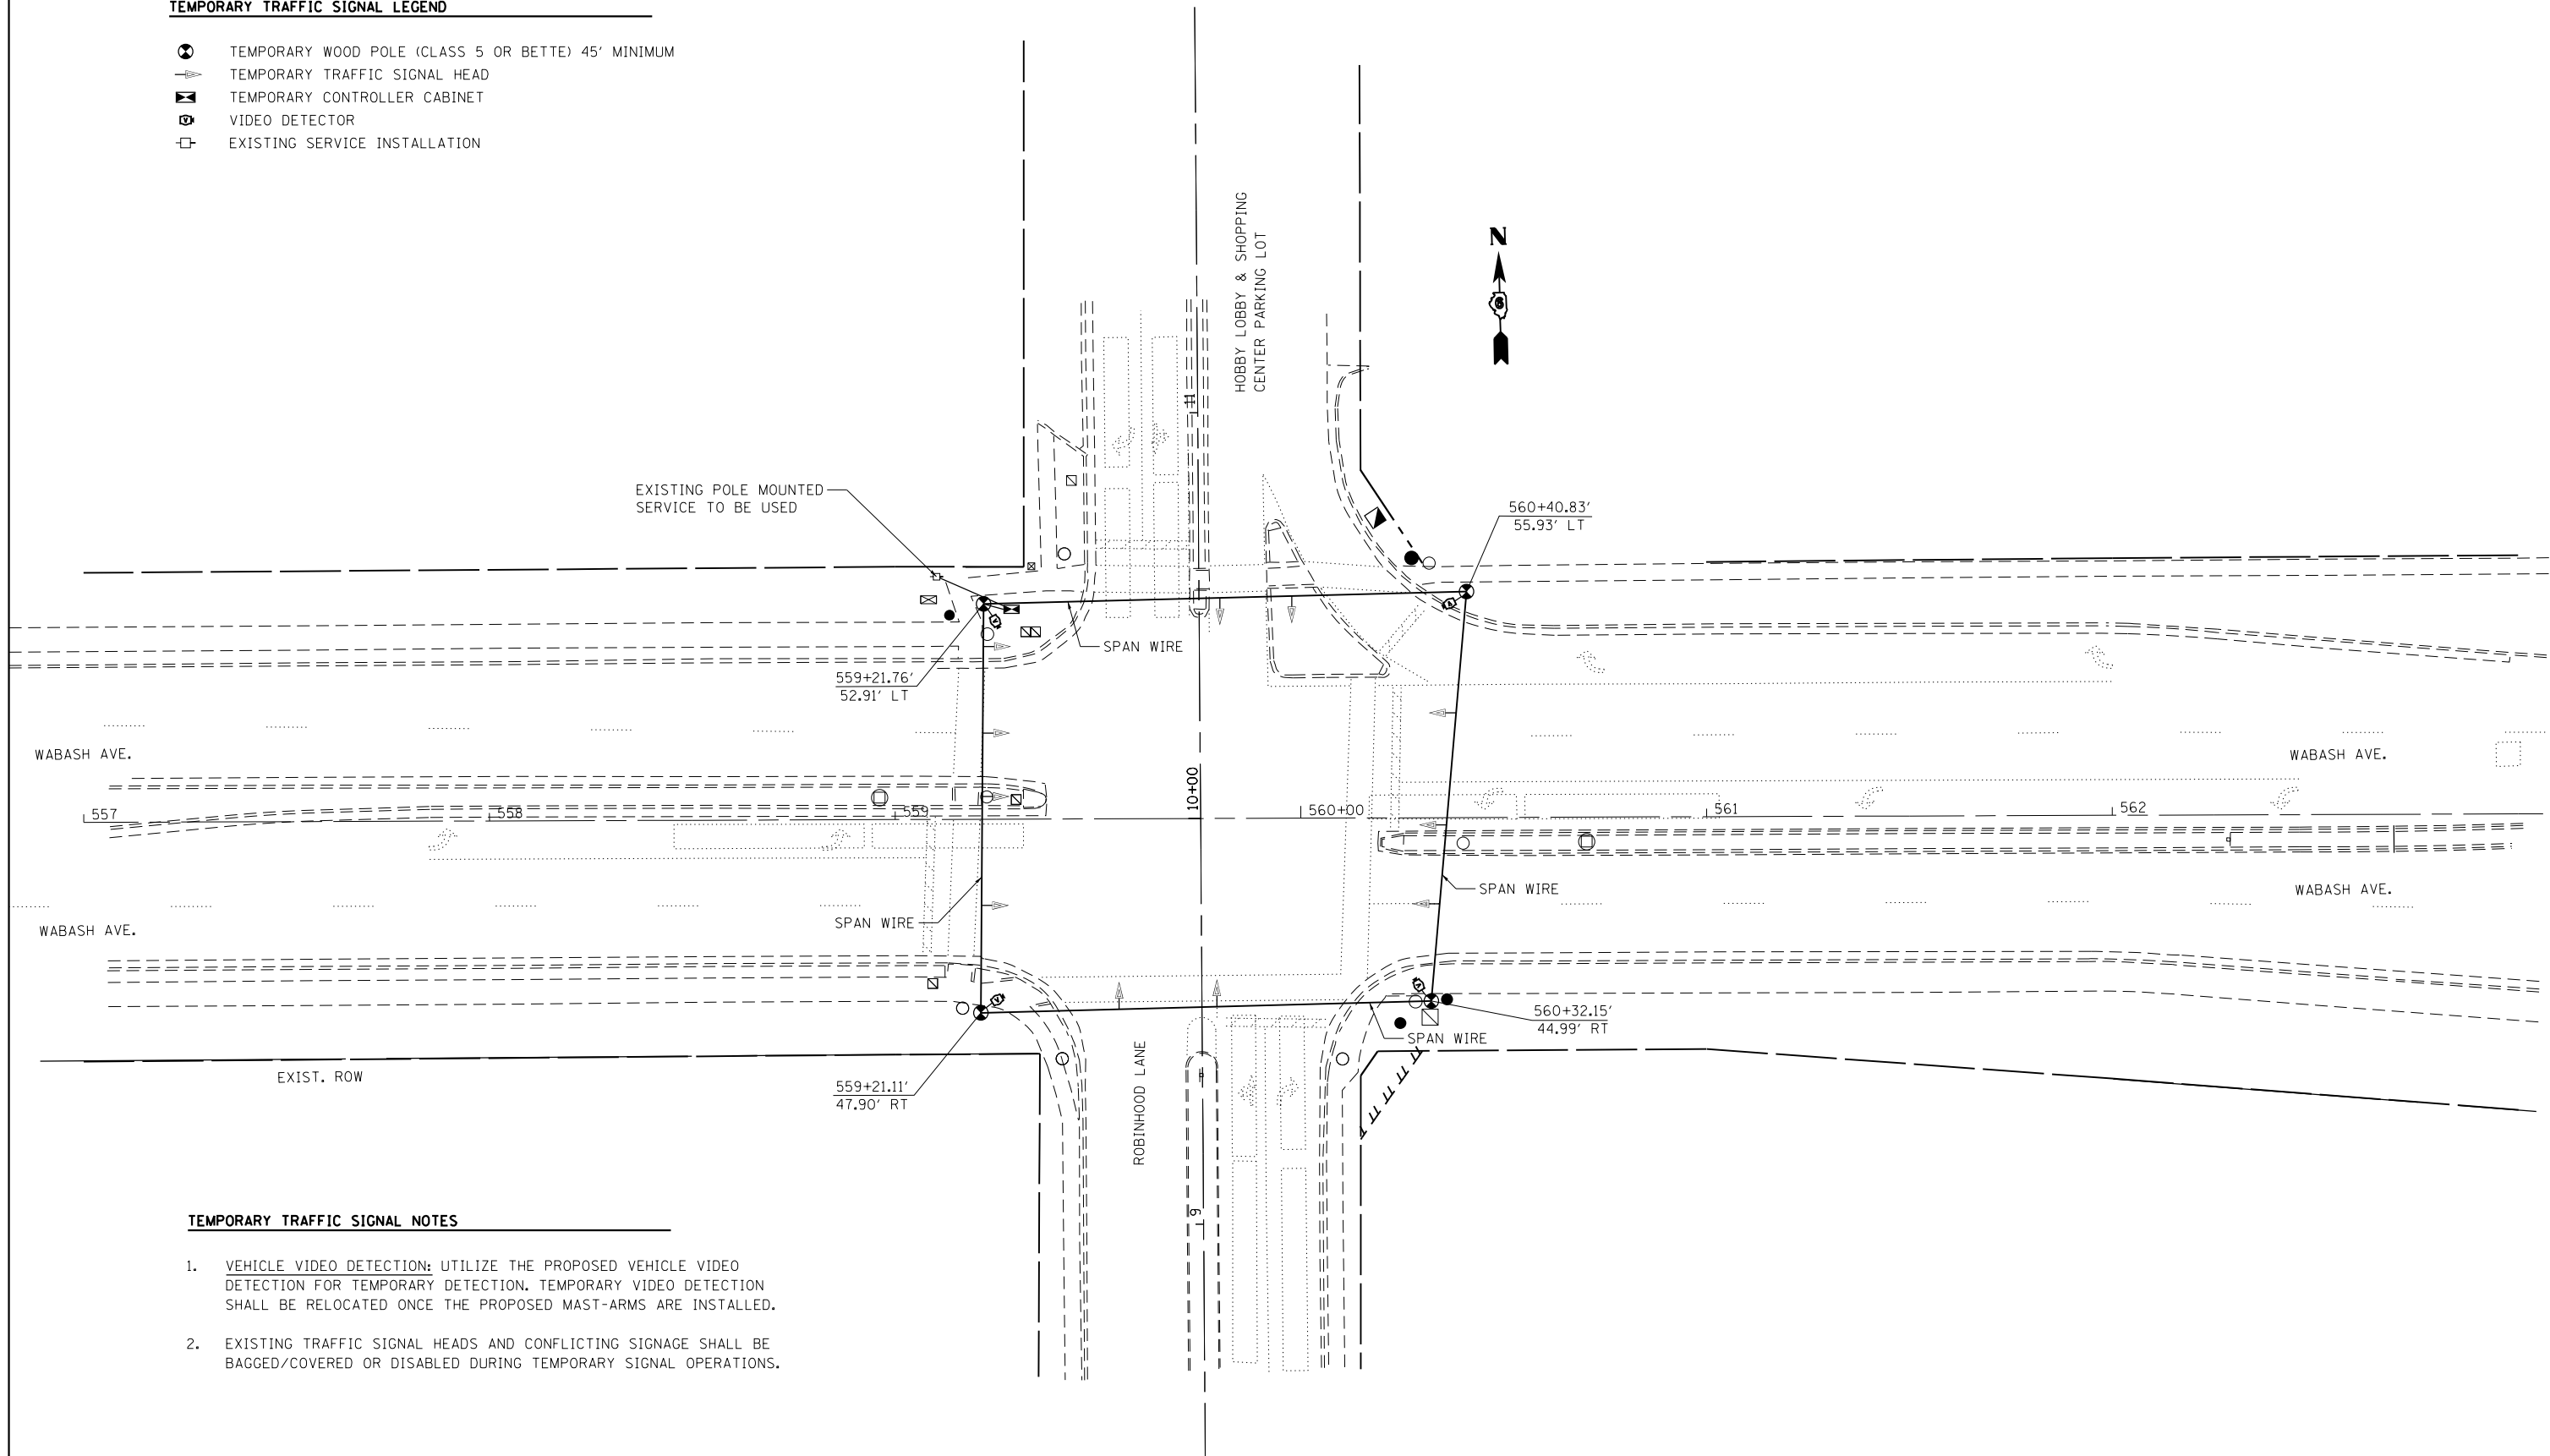 TEMPORARY TRAFFIC SIGNAL LEGEND
TEMPORARY WOOD POLE (CLASS 5 OR BETTE) 45' MINIMUM
TEMPORARY TRAFFIC SIGNAL HEAD
TEMPORARY CONTROLLER CABINET
VIDEO DETECTOR
EXISTING SERVICE INSTALLATION
HOBBY LOBBY & SHOPPING
CENTER PARKING LOT
N
6
11
EXISTING POLE MOUNTED
SERVICE TO BE USED
560+40.83'
55.93' LT
SPAN WIRE
559+21.76'
52.91' LT
WABASH AVE.
WABASH AVE.
10+00
557
558
559
560+00
561
562
SPAN WIRE
WABASH AVE.
SPAN WIRE
WABASH AVE.
560+32.15'
44.99' RT
SPAN WIRE
EXIST. ROW
559+21.11'
47.90' RT
ROBINHOOD LANE
9
TEMPORARY TRAFFIC SIGNAL NOTES
1. VEHICLE VIDEO DETECTION: UTILIZE THE PROPOSED VEHICLE VIDEO
DETECTION FOR TEMPORARY DETECTION. TEMPORARY VIDEO DETECTION
SHALL BE RELOCATED ONCE THE PROPOSED MAST-ARMS ARE INSTALLED.
2. EXISTING TRAFFIC SIGNAL HEADS AND CONFLICTING SIGNAGE SHALL BE
BAGGED/COVERED OR DISABLED DURING TEMPORARY SIGNAL OPERATIONS.